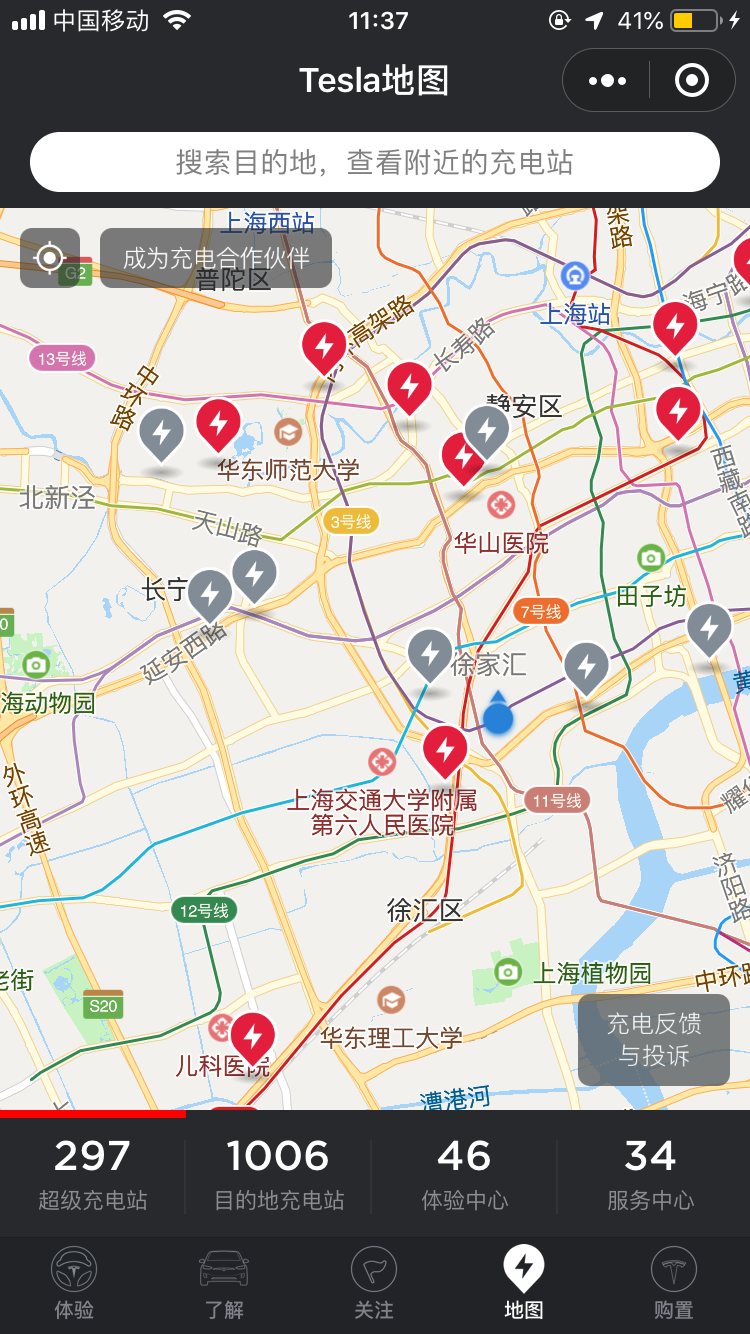 中国移动
11:37
41%
Tesla地图
搜索目的地，查看附近的充电站
上海西站
架路
成为充电合作伙伴
G2
普陀区
海宁路
高架路
上海站
长寿路
13号线
中环路
静安区
华东师范大学
西藏南路
北新泾
3号线
天山路
华山医院
长宁
田子坊
7号线
延安西路
徐家汇
海动物园
黄
外环高速
上海交通大学附属
第六人民医院
11号线
济阳路
12号线
徐汇区
老街
上海植物园
中环路
S20
华东理工大学
充电反馈
与投诉
儿科医院
漕港河
297
1006
46
34
超级充电站
目的地充电站
体验中心
服务中心
体验
了解
关注
地图
购置